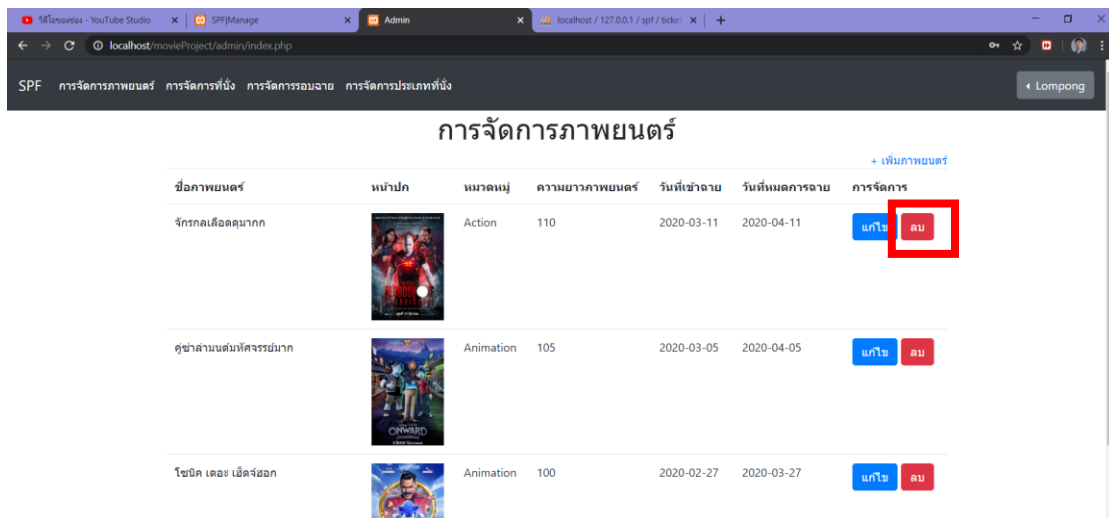 วิดีโอของช่อง - YouTube Studio
SPF|Manage
Admin
localhost / 127.0.0.1 / spf / ticket
localhost/movieProject/admin/index.php
SPF การจัดการภาพยนตร์ การจัดการที่นั่ง การจัดการรอบฉาย การจัดการประเภทที่นั่ง Lompong
การจัดการภาพยนตร์
+ เพิ่มภาพยนตร์
ชื่อภาพยนตร์ หน้าปก หมวดหมู่ ความยาวภาพยนตร์ วันที่เข้าฉาย วันที่หมดการฉาย การจัดการ
จักรกลเลือดดุมากก Action 110 2020-03-11 2020-04-11 แก้ไข ลบ
คู่ซ่าล่ามนต์มหัศจรรย์มาก Animation 105 2020-03-05 2020-04-05 แก้ไข ลบ
ONWARD
โซนิค เดอะ เฮ็ดจ์ฮอก Animation 100 2020-02-27 2020-03-27 แก้ไข ลบ